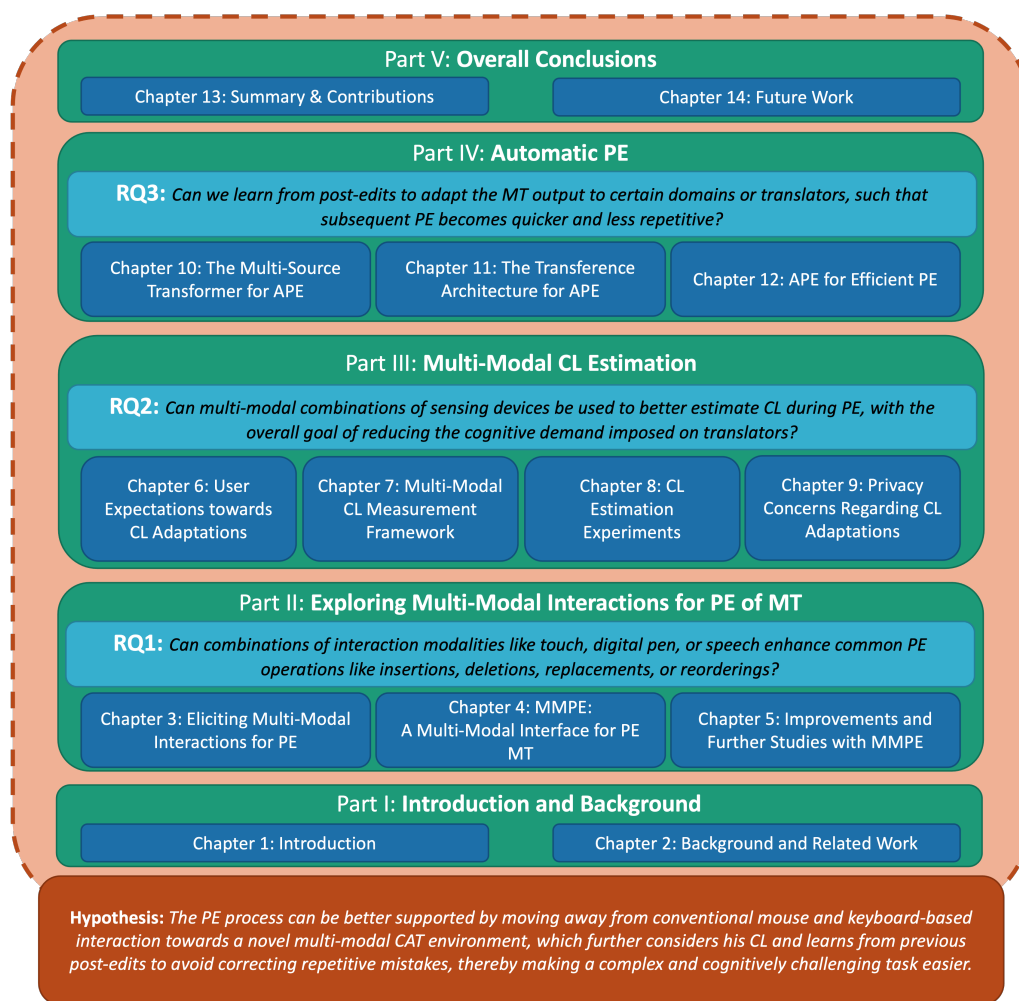 Part V: Overall Conclusions
Chapter 13: Summary & Contributions
Chapter 14: Future Work
Part IV: Automatic PE
RQ3: Can we learn from post-edits to adapt the MT output to certain domains or translators, such that
subsequent PE becomes quicker and less repetitive?
Chapter 10: The Multi-Source
Transformer for APE
Chapter 11: The Transference
Architecture for APE
Chapter 12: APE for Efficient PE
Part III: Multi-Modal CL Estimation
RQ2: Can multi-modal combinations of sensing devices be used to better estimate CL during PE, with the
overall goal of reducing the cognitive demand imposed on translators?
Chapter 6: User
Expectations towards
CL Adaptations
Chapter 7: Multi-Modal
CL Measurement
Framework
Chapter 8: CL
Estimation
Experiments
Chapter 9: Privacy
Concerns Regarding CL
Adaptations
Part II: Exploring Multi-Modal Interactions for PE of MT
RQ1: Can combinations of interaction modalities like touch, digital pen, or speech enhance common PE
operations like insertions, deletions, replacements, or reorderings?
Chapter 3: Eliciting Multi-Modal
Interactions for PE
Chapter 4: MMPE:
A Multi-Modal Interface for PE
MT
Chapter 5: Improvements and
Further Studies with MMPE
Part I: Introduction and Background
Chapter 1: Introduction
Chapter 2: Background and Related Work
Hypothesis: The PE process can be better supported by moving away from conventional mouse and keyboard-based
interaction towards a novel multi-modal CAT environment, which further considers his CL and learns from previous
post-edits to avoid correcting repetitive mistakes, thereby making a complex and cognitively challenging task easier.